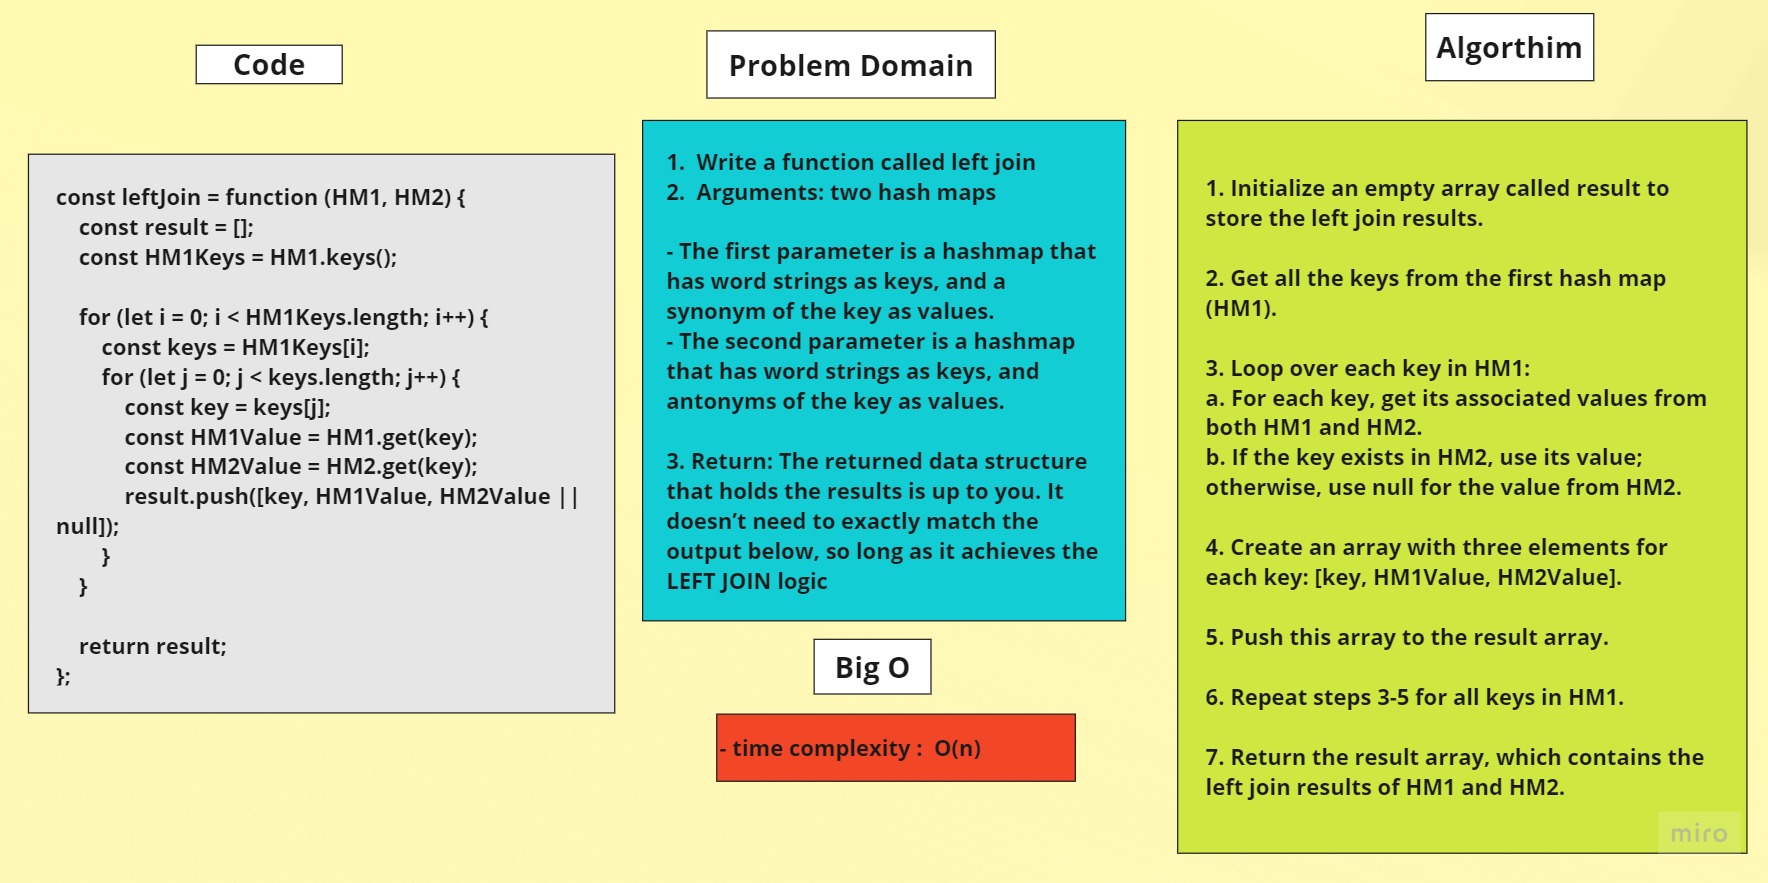 Code
const leftJoin = function (HM1, HM2) {
const result = [];
const HM1Keys = HM1.keys();
for (let i = 0; i < HM1Keys.length; i++) {
const keys = HM1Keys[i];
for (let j = 0; j < keys.length; j++) {
const key = keys[j];
const HM1Value = HM1.get(key);
const HM2Value = HM2.get(key);
result.push([key, HM1Value, HM2Value ||
null]);
}
}
return result;
};
Problem Domain
1. Write a function called left join
2. Arguments: two hash maps
- The first parameter is a hashmap that
has word strings as keys, and a
synonym of the key as values.
- The second parameter is a hashmap
that has word strings as keys, and
antonyms of the key as values.
3. Return: The returned data structure
that holds the results is up to you. It
doesn’t need to exactly match the
output below, so long as it achieves the
LEFT JOIN logic
Big O
- time complexity : O(n)
Algorthim
1. Initialize an empty array called result to
store the left join results.
2. Get all the keys from the first hash map
(HM1).
3. Loop over each key in HM1:
a. For each key, get its associated values from
both HM1 and HM2.
b. If the key exists in HM2, use its value;
otherwise, use null for the value from HM2.
4. Create an array with three elements for
each key: [key, HM1Value, HM2Value].
5. Push this array to the result array.
6. Repeat steps 3-5 for all keys in HM1.
7. Return the result array, which contains the
left join results of HM1 and HM2.
miro